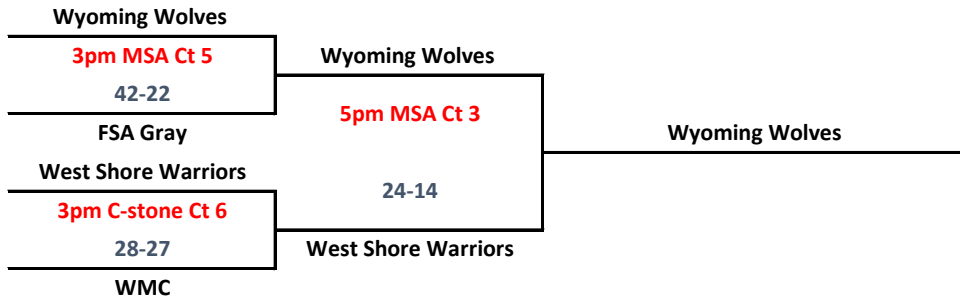 Wyoming Wolves
3pm MSA Ct 5
42-22
FSA Gray
West Shore Warriors
3pm C-stone Ct 6
28-27
WMC
Wyoming Wolves
5pm MSA Ct 3
24-14
West Shore Warriors
Wyoming Wolves